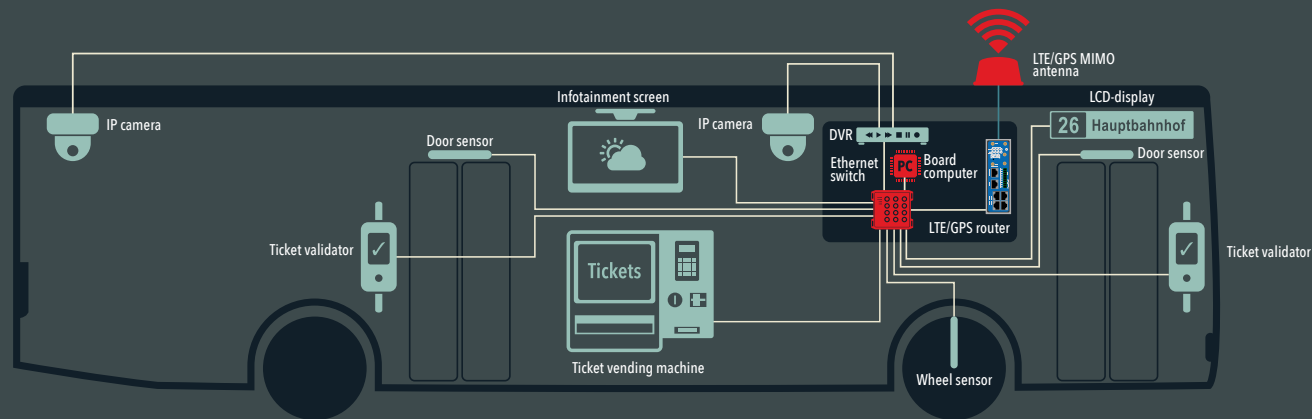 LTE/GPS MIMO
antenna
Infotainment screen
LCD-display
IP camera
IP camera
26 Hauptbahnhof
DVR
Door sensor
Door sensor
Ethernet
switch
PC
Board
computer
LTE/GPS router
Ticket validator
Ticket validator
Tickets
Ticket vending machine
Wheel sensor